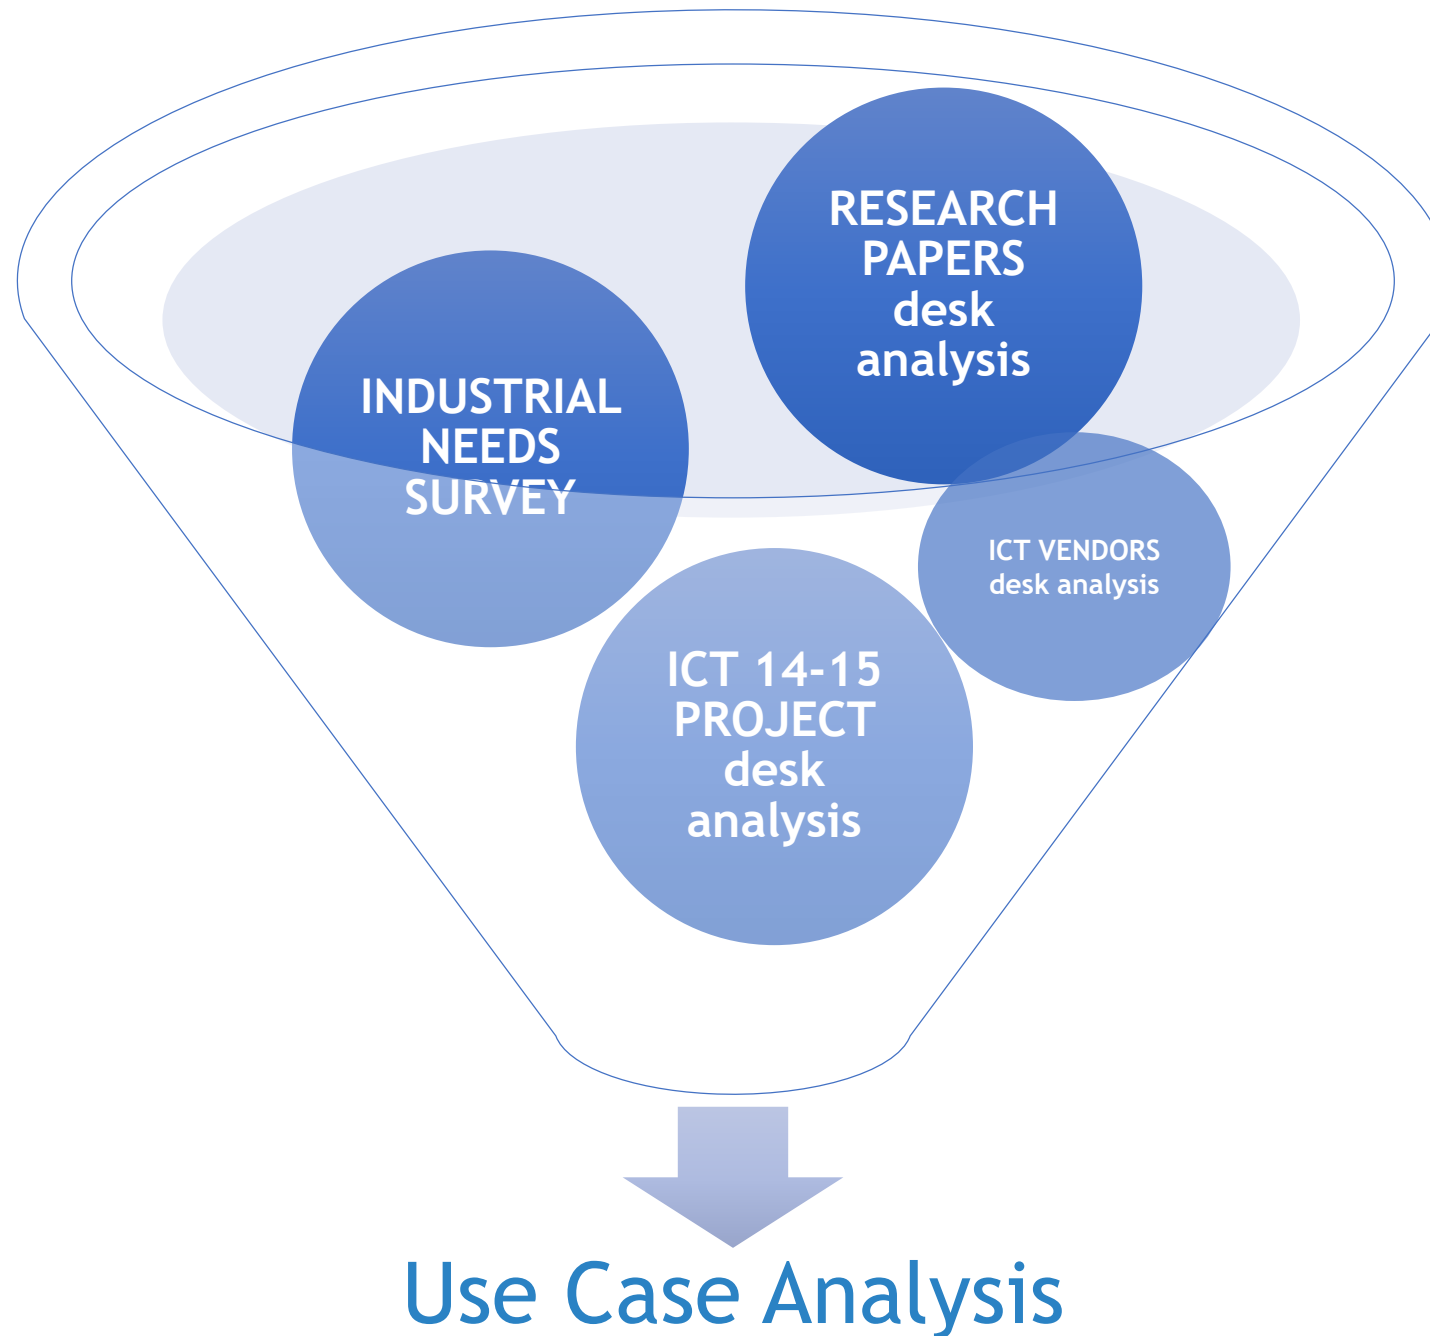 RESEARCH
PAPERS
desk
analysis
INDUSTRIAL
NEEDS
SURVEY
ICT VENDORS
desk analysis
ICT 14-15
PROJECT
desk
analysis
Use Case Analysis